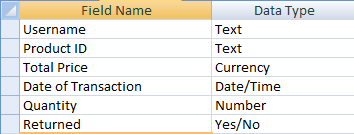 Field Name Data Type
Username Text
Product ID Text
Total Price Currency
Date of Transaction Date/Time
Quantity Number
Returned Yes/No